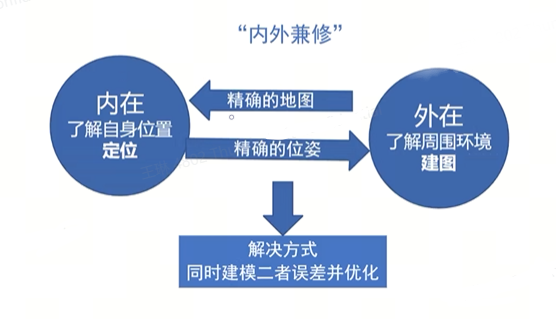 “内外兼修”
内在
了解自身位置
定位
精确的地图
精确的位姿
外在
了解周围环境
建图
解决方式
同时建模二者误差并优化